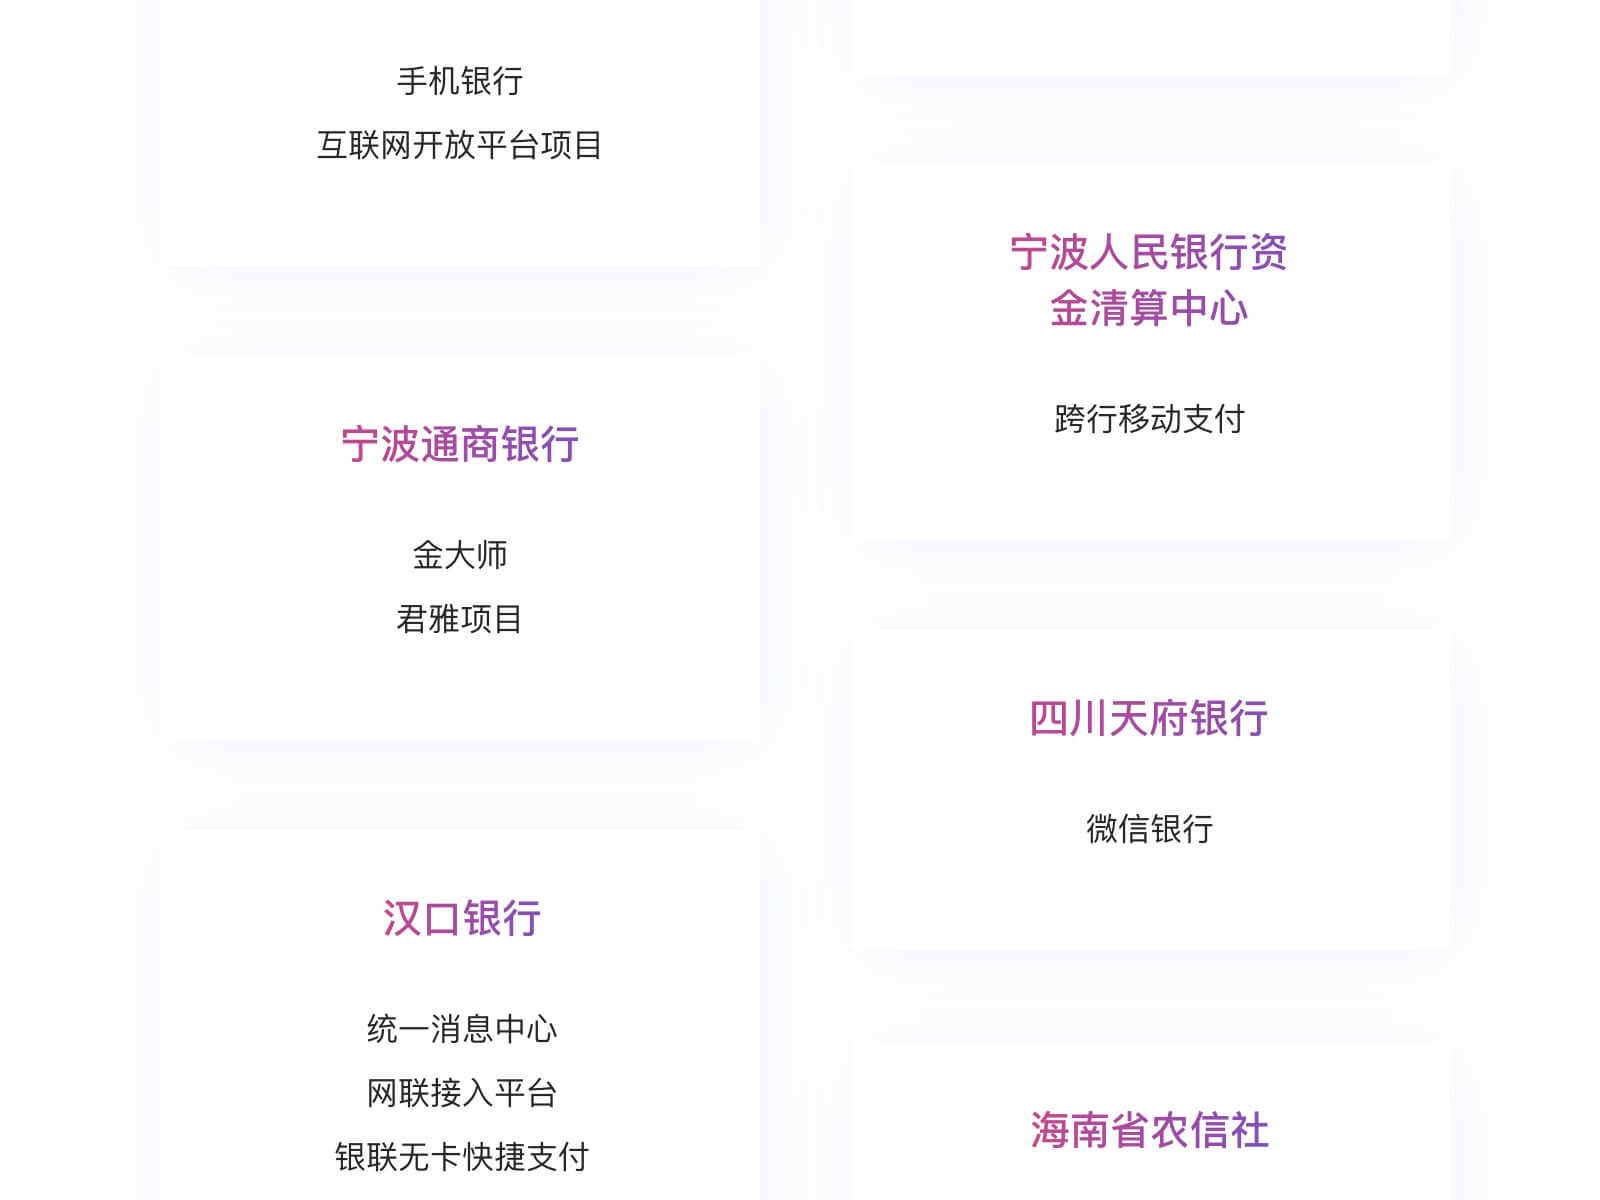 手机银行
互联网开放平台项目
宁波通商银行
金大师
君雅项目
汉口银行
统一消息中心
网联接入平台
银联无卡快捷支付
宁波人民银行资
金清算中心
跨行移动支付
四川天府银行
微信银行
海南省农信社